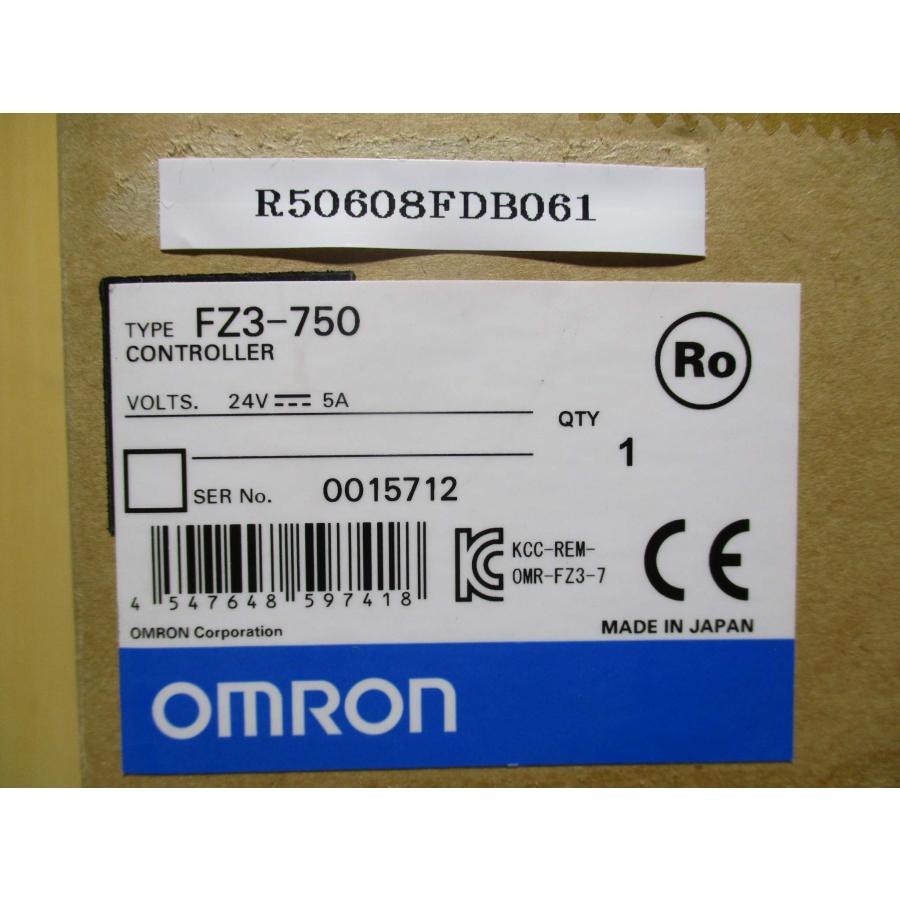 R50608FDB061
TYPE FZ3-750
CONTROLLER
Ro
VOLTS. 24V⎓ 5A
QTY
1
SER No. 0015712
4 547648 597418
KCC-REM-
OMR-FZ3-7
CE
OMRON Corporation
MADE IN JAPAN
OMRON